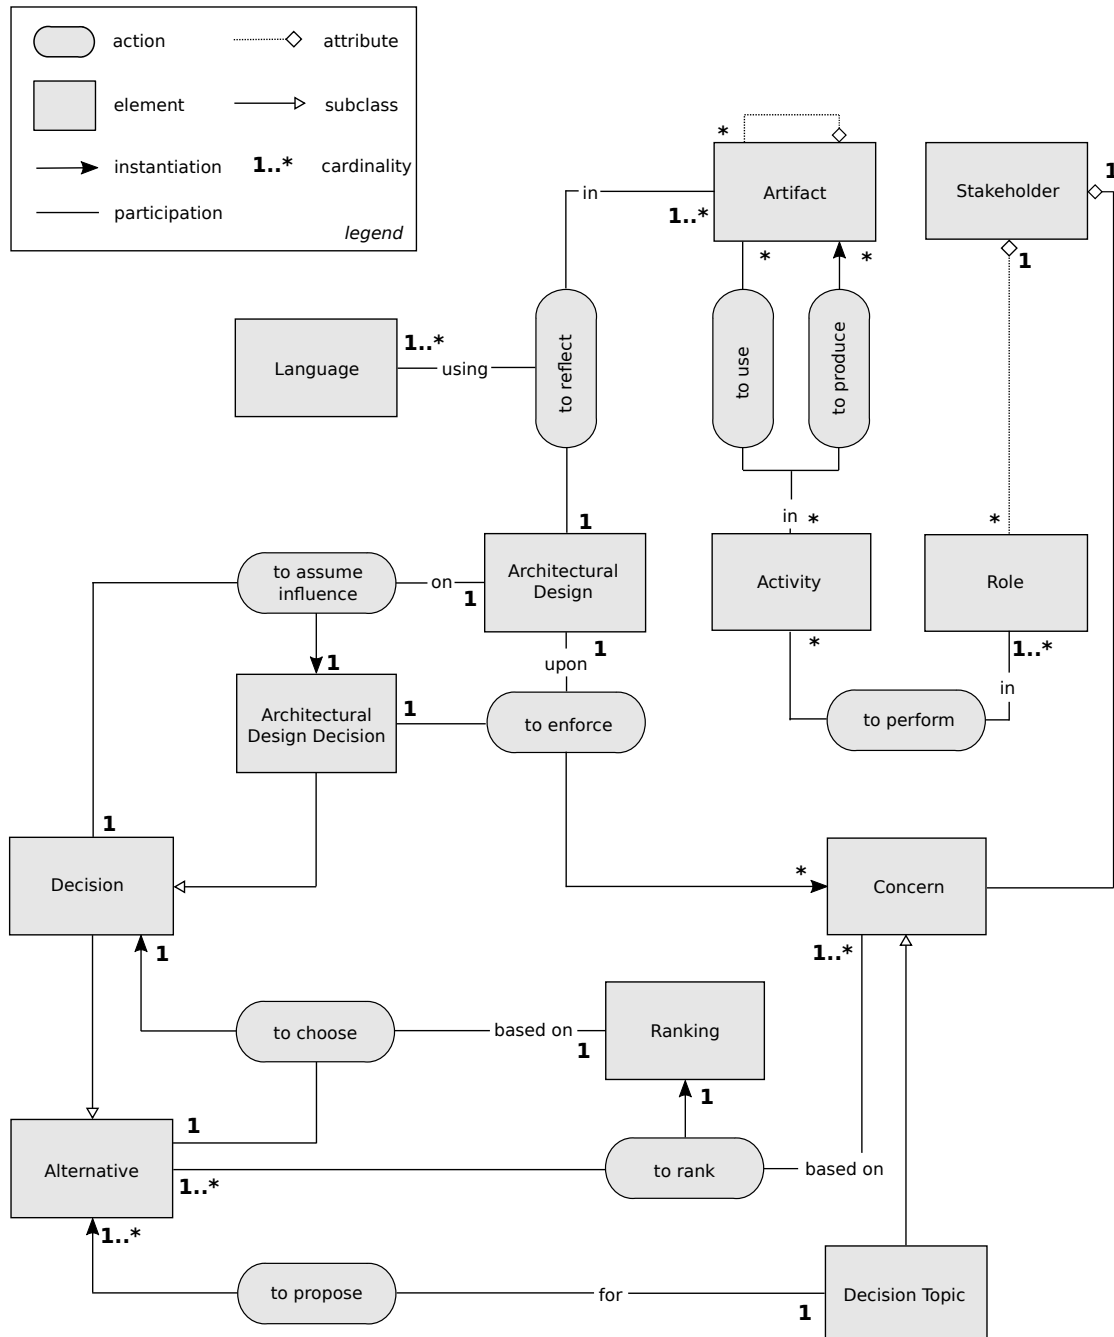 action
attribute
element
subclass
instantiation
1..*
cardinality
participation
legend
*
Artifact
1..*
in
*
*
Stakeholder
1
1
Language
1..*
using
to reflect
to use
to produce
1
in
*
*
to assume
influence
on
1
Architectural
Design
1
Activity
*
Role
1..*
1
upon
in
Architectural
Design Decision
1
to enforce
to perform
1
Decision
*
Concern
1
1..*
to choose
based on
1
Ranking
1
1
Alternative
1..*
to rank
based on
1..*
to propose
for
1
Decision Topic